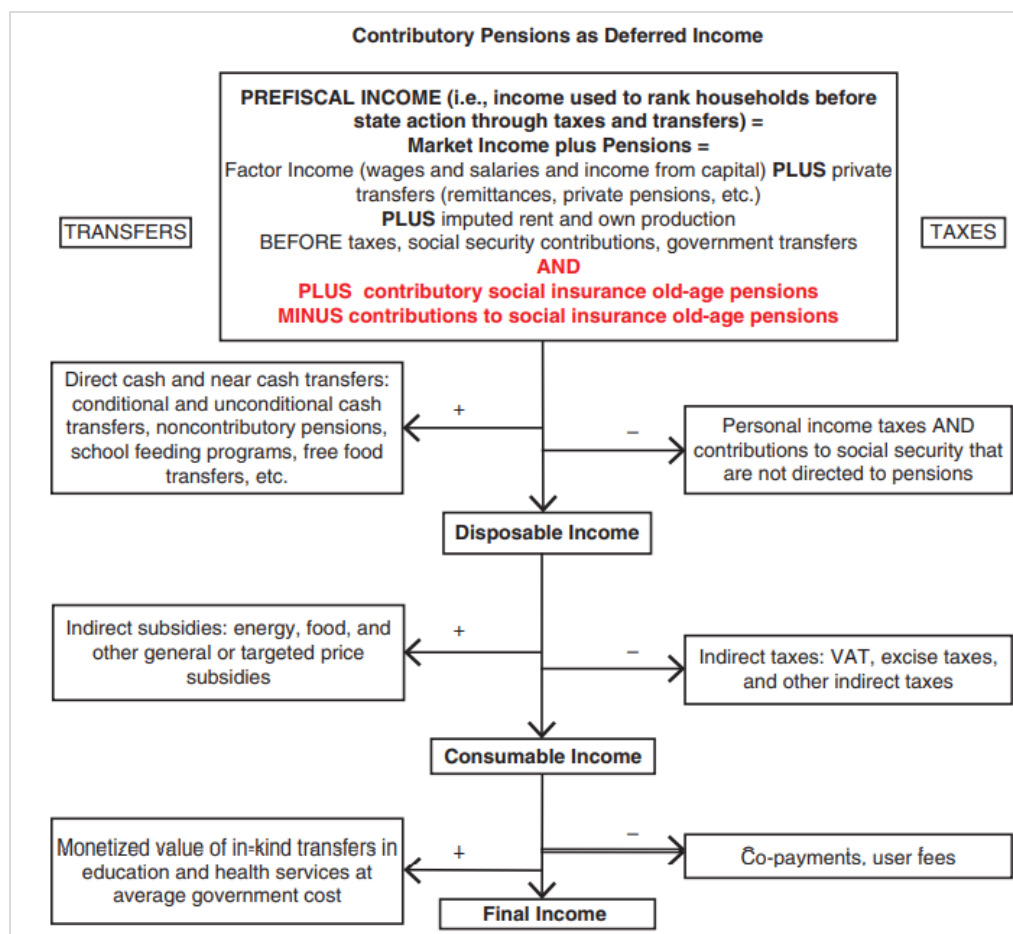 Contributory Pensions as Deferred Income
PREFISCAL INCOME (i.e., income used to rank households before
state action through taxes and transfers) =
Market Income plus Pensions =
Factor Income (wages and salaries and income from capital) PLUS private
transfers (remittances, private pensions, etc.)
PLUS imputed rent and own production
BEFORE taxes, social security contributions, government transfers
AND
PLUS contributory social insurance old-age pensions
MINUS contributions to social insurance old-age pensions
TRANSFERS
TAXES
Direct cash and near cash transfers:
conditional and unconditional cash
transfers, noncontributory pensions,
school feeding programs, free food
transfers, etc.
+
–
Personal income taxes AND
contributions to social security that
are not directed to pensions
Disposable Income
Indirect subsidies: energy, food, and
other general or targeted price
subsidies
+
–
Indirect taxes: VAT, excise taxes,
and other indirect taxes
Consumable Income
Monetized value of in-kind transfers in
education and health services at
average government cost
+
–
Co-payments, user fees
Final Income